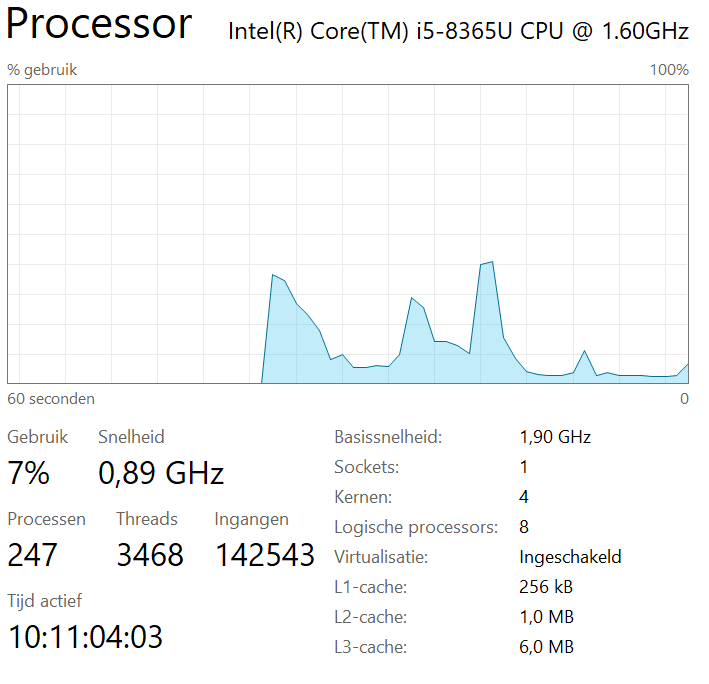 Processor Intel(R) Core(TM) i5-8365U CPU @ 1.60GHz
% gebruik 100%
60 seconden 0
Gebruik Snelheid
7% 0,89 GHz
Processen Threads Ingangen
247 3468 142543
Tijd actief
10:11:04:03
Basissnelheid: 1,90 GHz
Sockets: 1
Kernen: 4
Logische processors: 8
Virtualisatie: Ingeschakeld
L1-cache: 256 kB
L2-cache: 1,0 MB
L3-cache: 6,0 MB